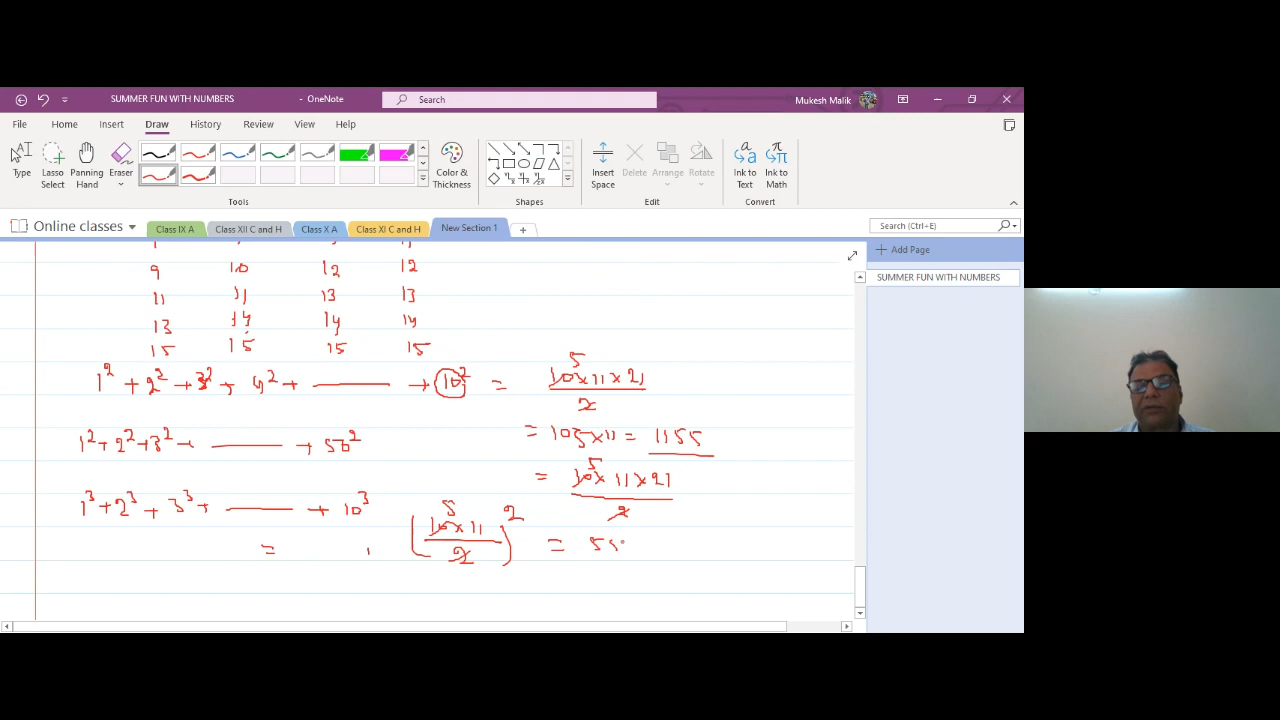 SUMMER FUN WITH NUMBERS - OneNote Search Mukesh Malik
File Home Insert Draw History Review View Help
Type Lasso Select Panning Hand Eraser Color & Thickness Insert Space Delete Arrange Rotate Ink to Text Ink to Math
Tools Shapes Edit Convert
Online classes Class IX A Class XII C and H Class X A Class XI C and H New Section 1 + Search (Ctrl+E)
+ Add Page
SUMMER FUN WITH NUMBERS
9 10 12 12
11 11 13 13
13 14 14 14
15 15 15 15
1² + 2² + 3² + 4² + ——— + 10² = 10 × 11 × 21 / 2 5
= 105 × 11 = 1155
1² + 2² + 3² + ——— + 50² = 10 × 11 × 21 / 2 5
1³ + 2³ + 3³ + ——— + 10³
= (10 × 11 / 2)² 5 = 55